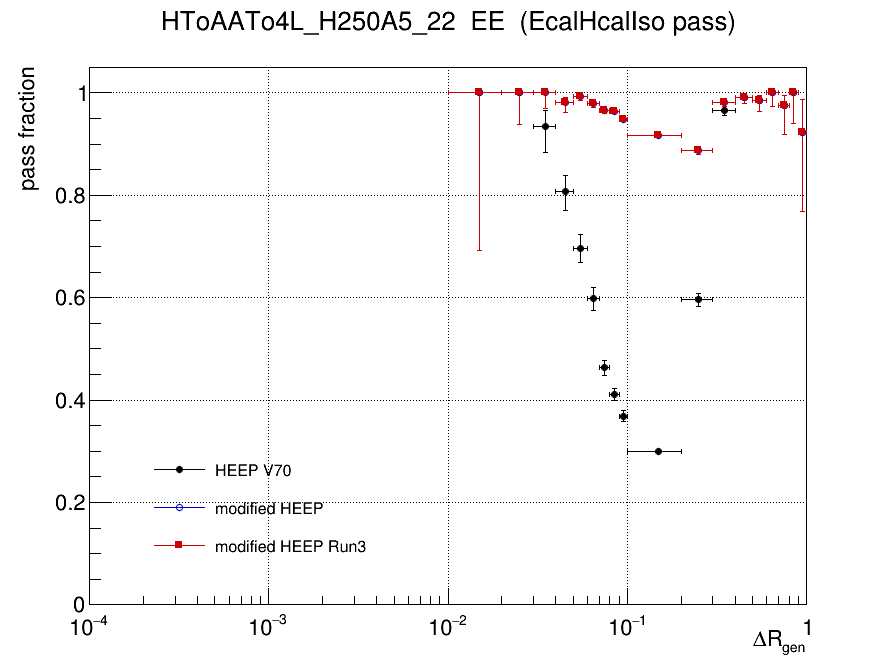 HToAATo4L_H250A5_22 EE (EcalHcalIso pass)
pass fraction
1
0.8
0.6
0.4
0.2
0
HEEP V70
modified HEEP
modified HEEP Run3
10⁻⁴ 10⁻³ 10⁻² 10⁻¹ 1
ΔR_gen